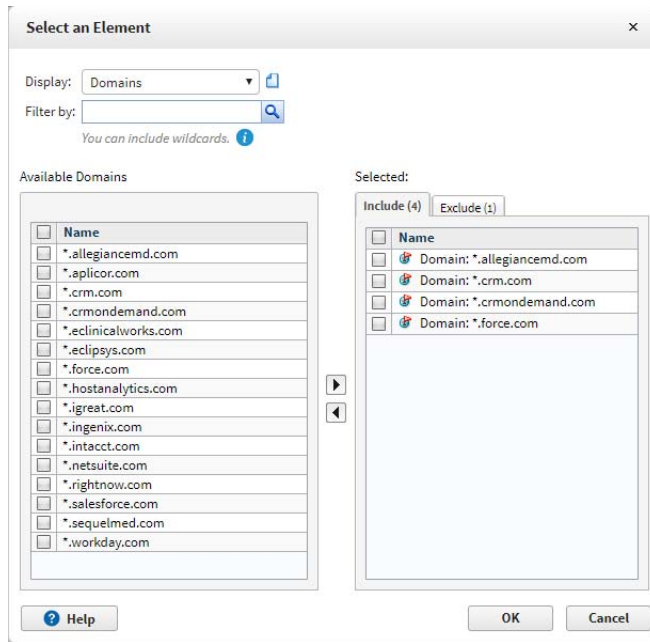 Select an Element ×
Display: Domains
Filter by:
You can include wildcards. i
Available Domains
Name
*.allegiancemd.com
*.aplicor.com
*.crm.com
*.crmondemand.com
*.eclinicalworks.com
*.eclipsys.com
*.force.com
*.hostanalytics.com
*.igreat.com
*.ingenix.com
*.intacct.com
*.netsuite.com
*.rightnow.com
*.salesforce.com
*.sequelmed.com
*.workday.com
Selected:
Include (4) Exclude (1)
Name
Domain: *.allegiancemd.com
Domain: *.crm.com
Domain: *.crmondemand.com
Domain: *.force.com
? Help OK Cancel